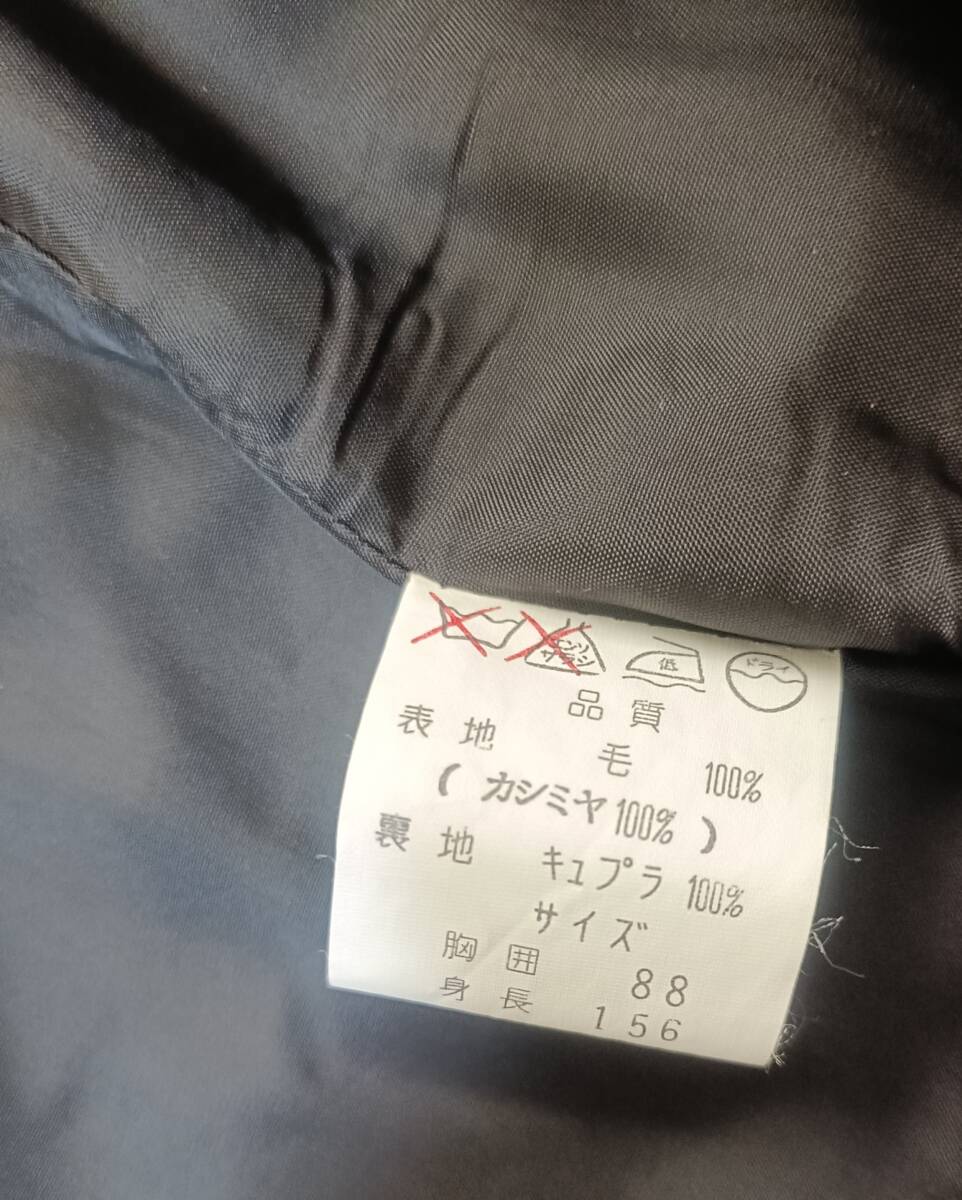 エンソ サラシ 低 ドライ
品質
表地 毛 100%
( カシミヤ 100% )
裏地 キュプラ 100%
サイズ
胸囲 88
身長 156